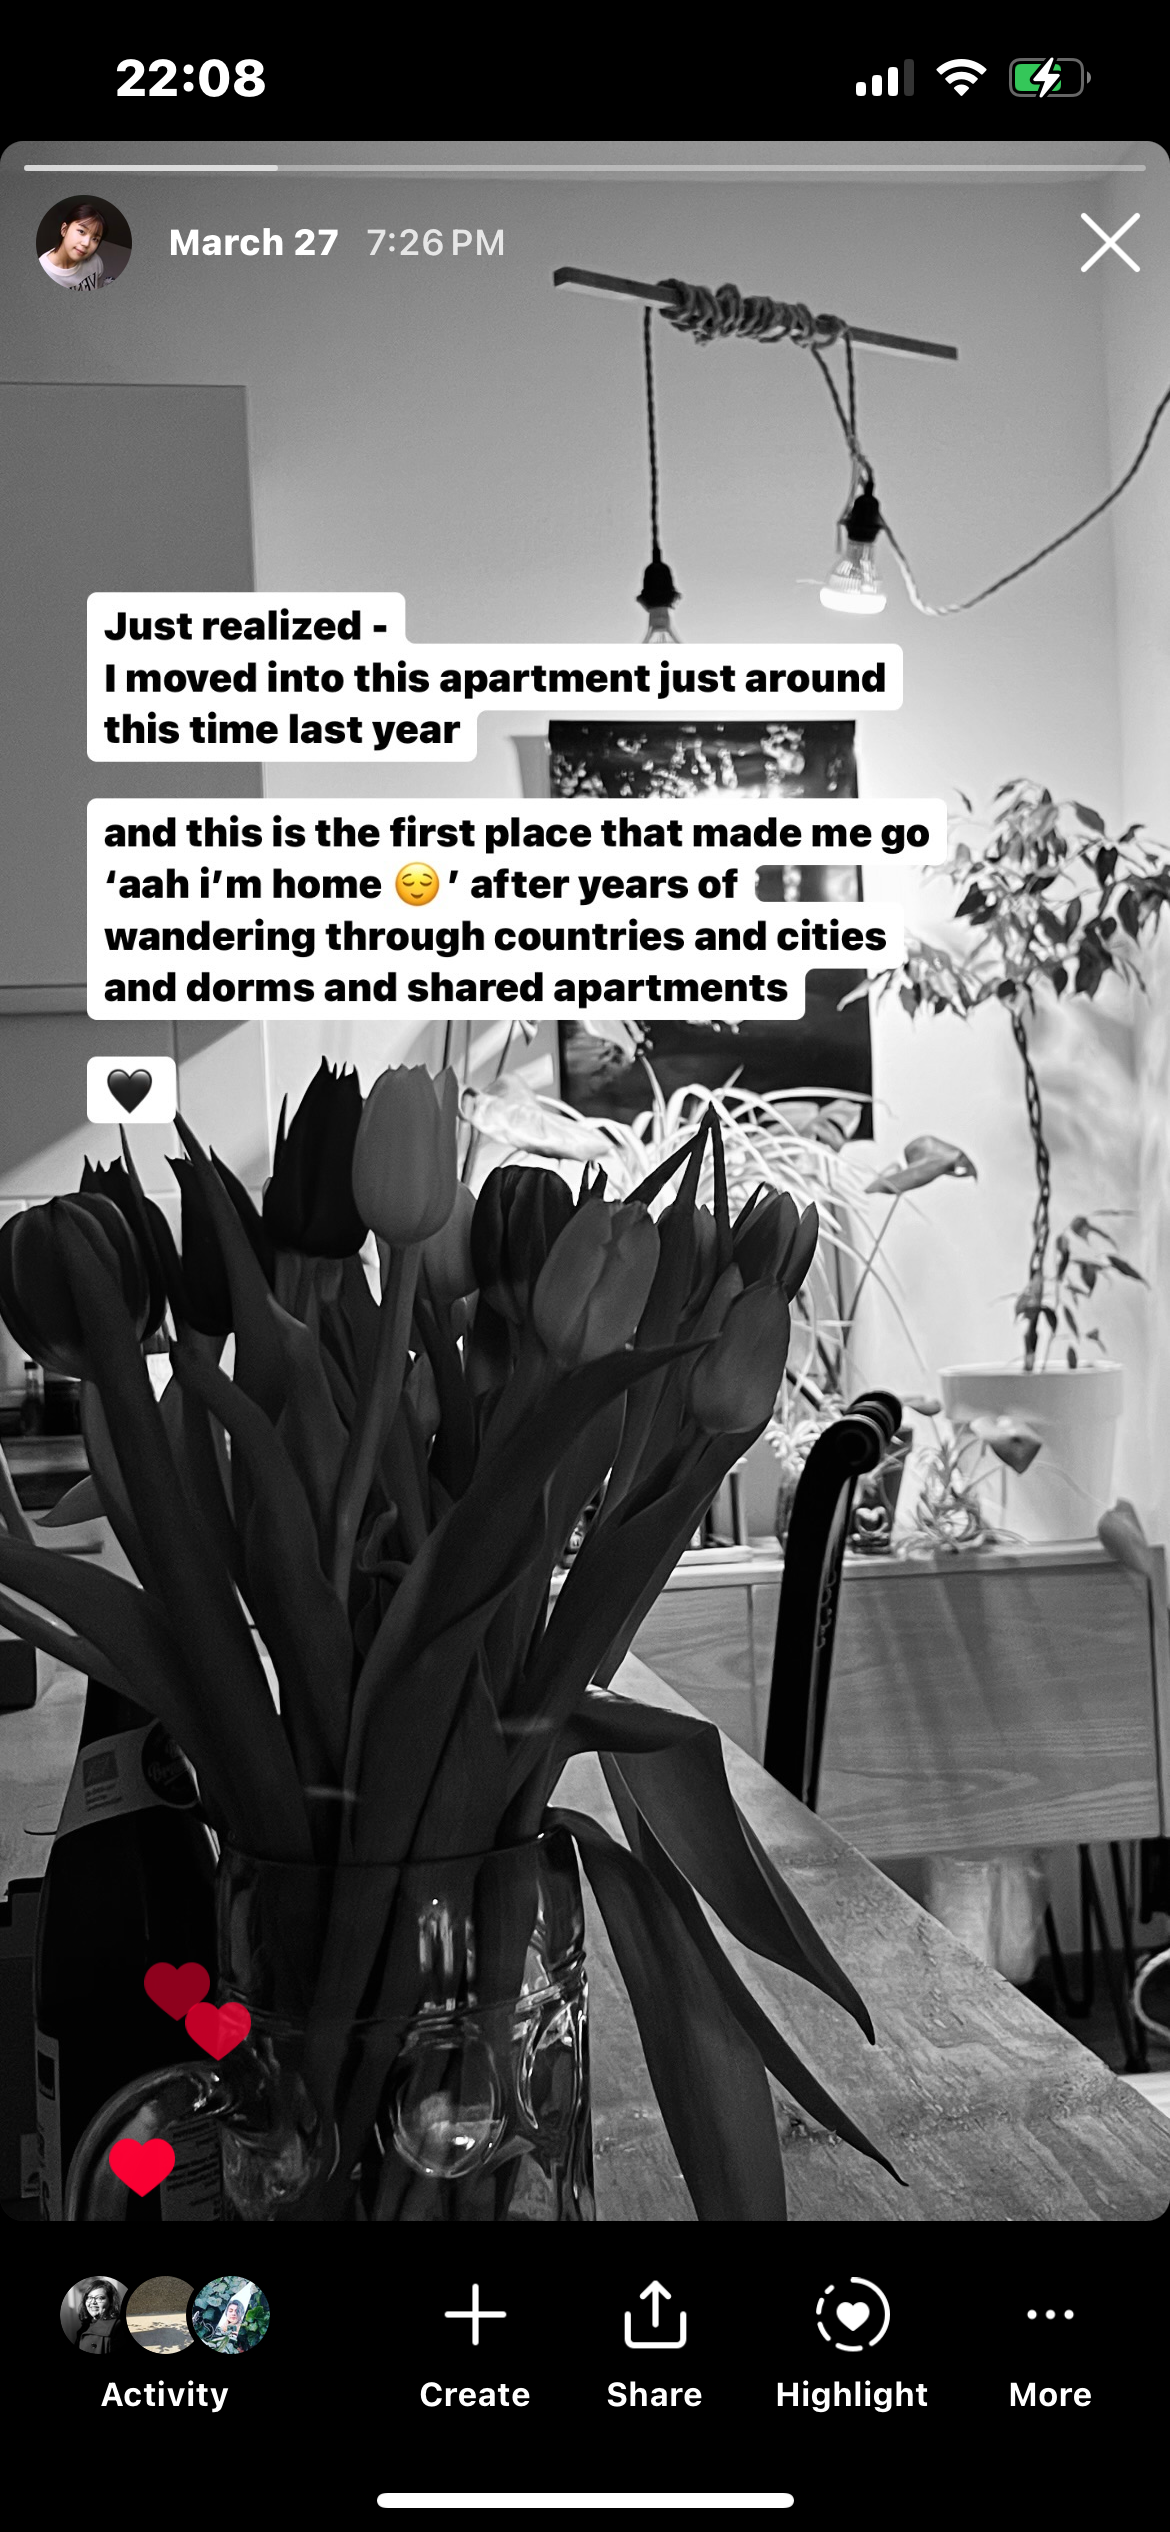 22:08
March 27 7:26 PM
Just realized -
I moved into this apartment just around
this time last year
and this is the first place that made me go
‘aah i’m home 😌 ’ after years of
wandering through countries and cities
and dorms and shared apartments
🖤
Activity
Create
Share
Highlight
More